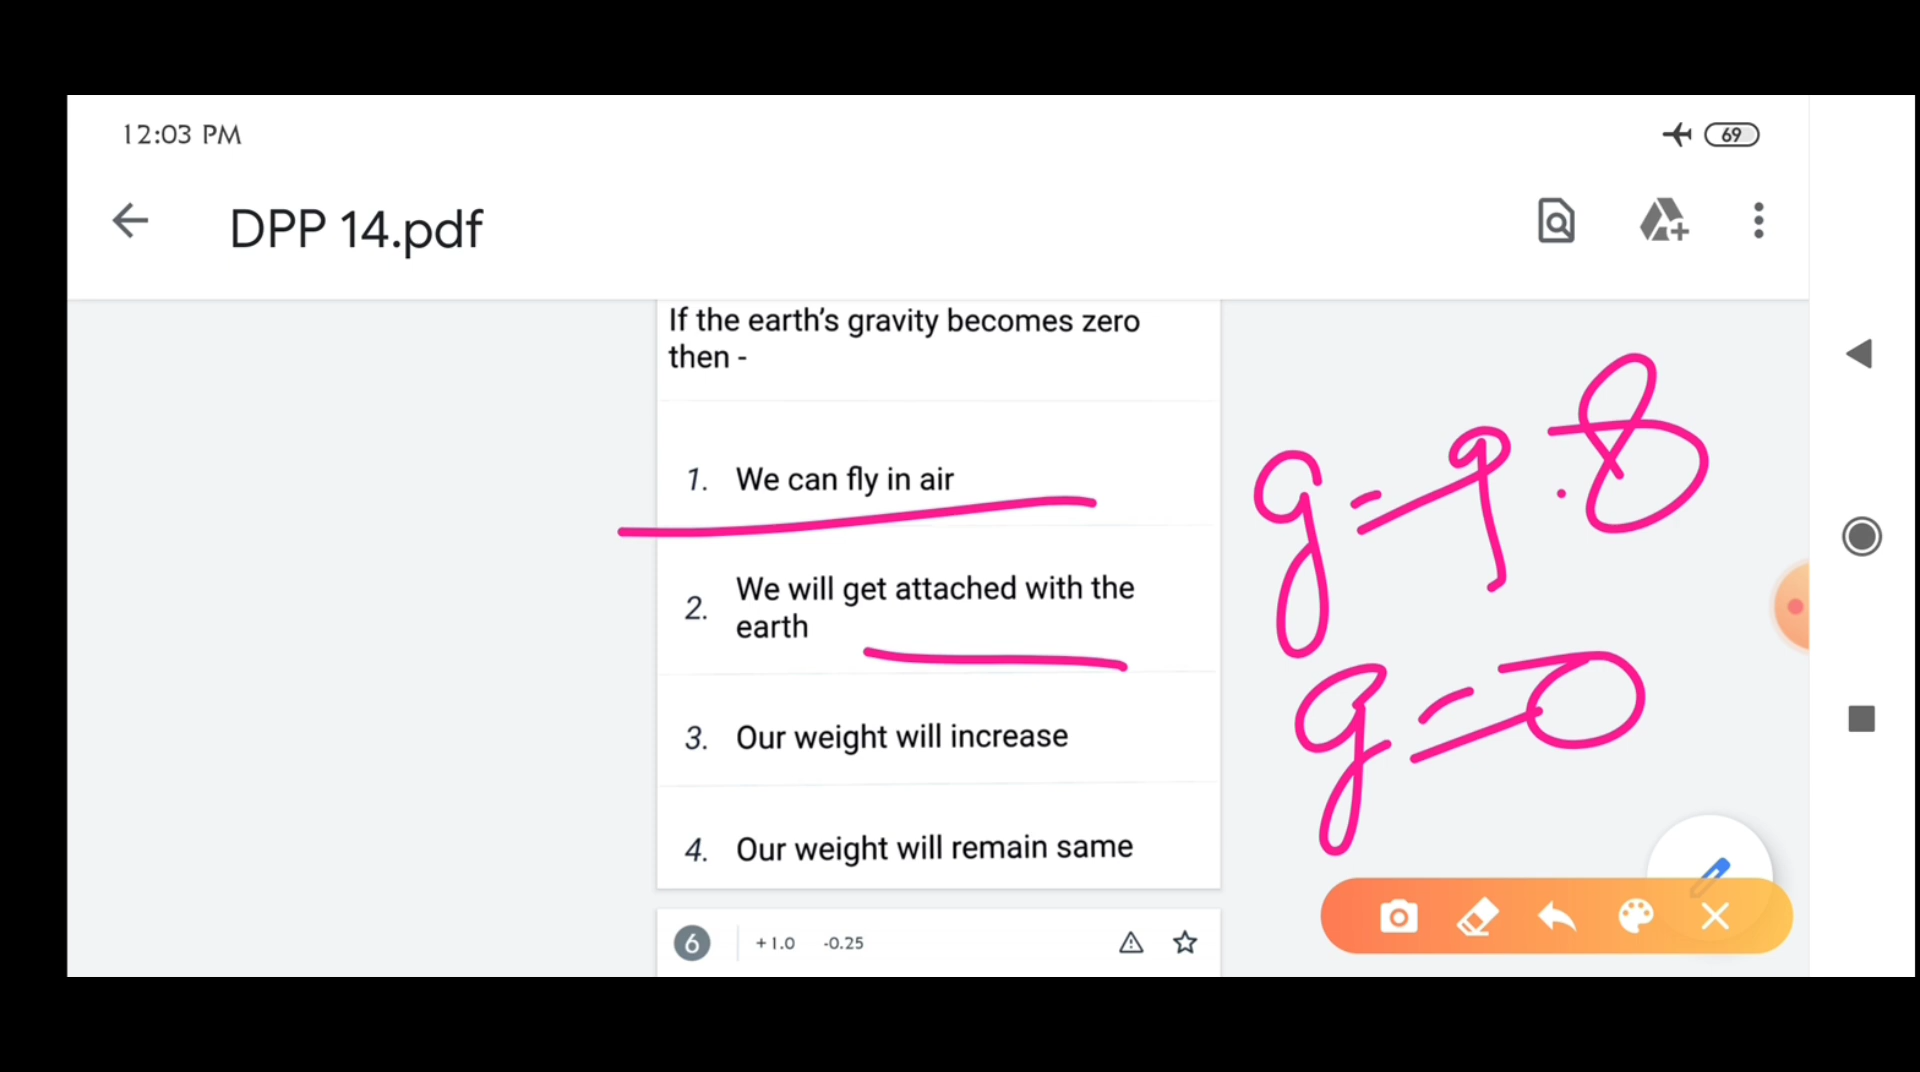 12:03 PM
69
DPP 14.pdf
If the earth's gravity becomes zero
then -
1. We can fly in air
2. We will get attached with the
earth
3. Our weight will increase
4. Our weight will remain same
g=9.8
g=0
6 +1.0 -0.25